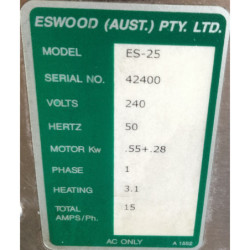 ESWOOD (AUST.) PTY. LTD.
MODEL ES-25
SERIAL NO. 42400
VOLTS 240
HERTZ 50
MOTOR Kw .55+.28
PHASE 1
HEATING 3.1
TOTAL 15
AMPS/Ph.
AC ONLY A 1652